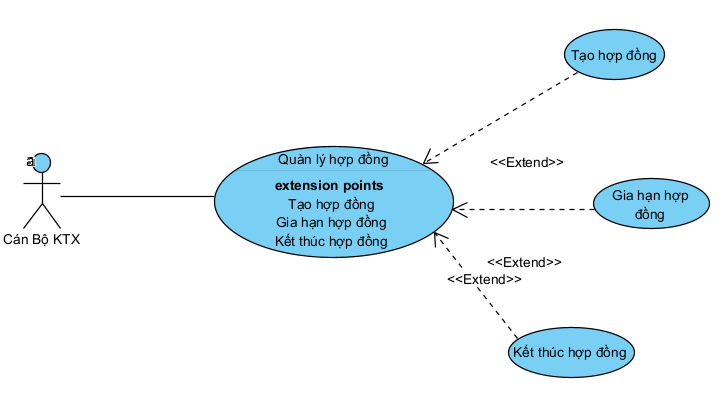 Tạo hợp đồng
a
Quản lý hợp đồng
<<Extend>>
extension points
Tạo hợp đồng
Gia hạn hợp đồng
Kết thúc hợp đồng
Gia hạn hợp
đồng
Cán Bộ KTX
<<Extend>>
<<Extend>>
Kết thúc hợp đồng